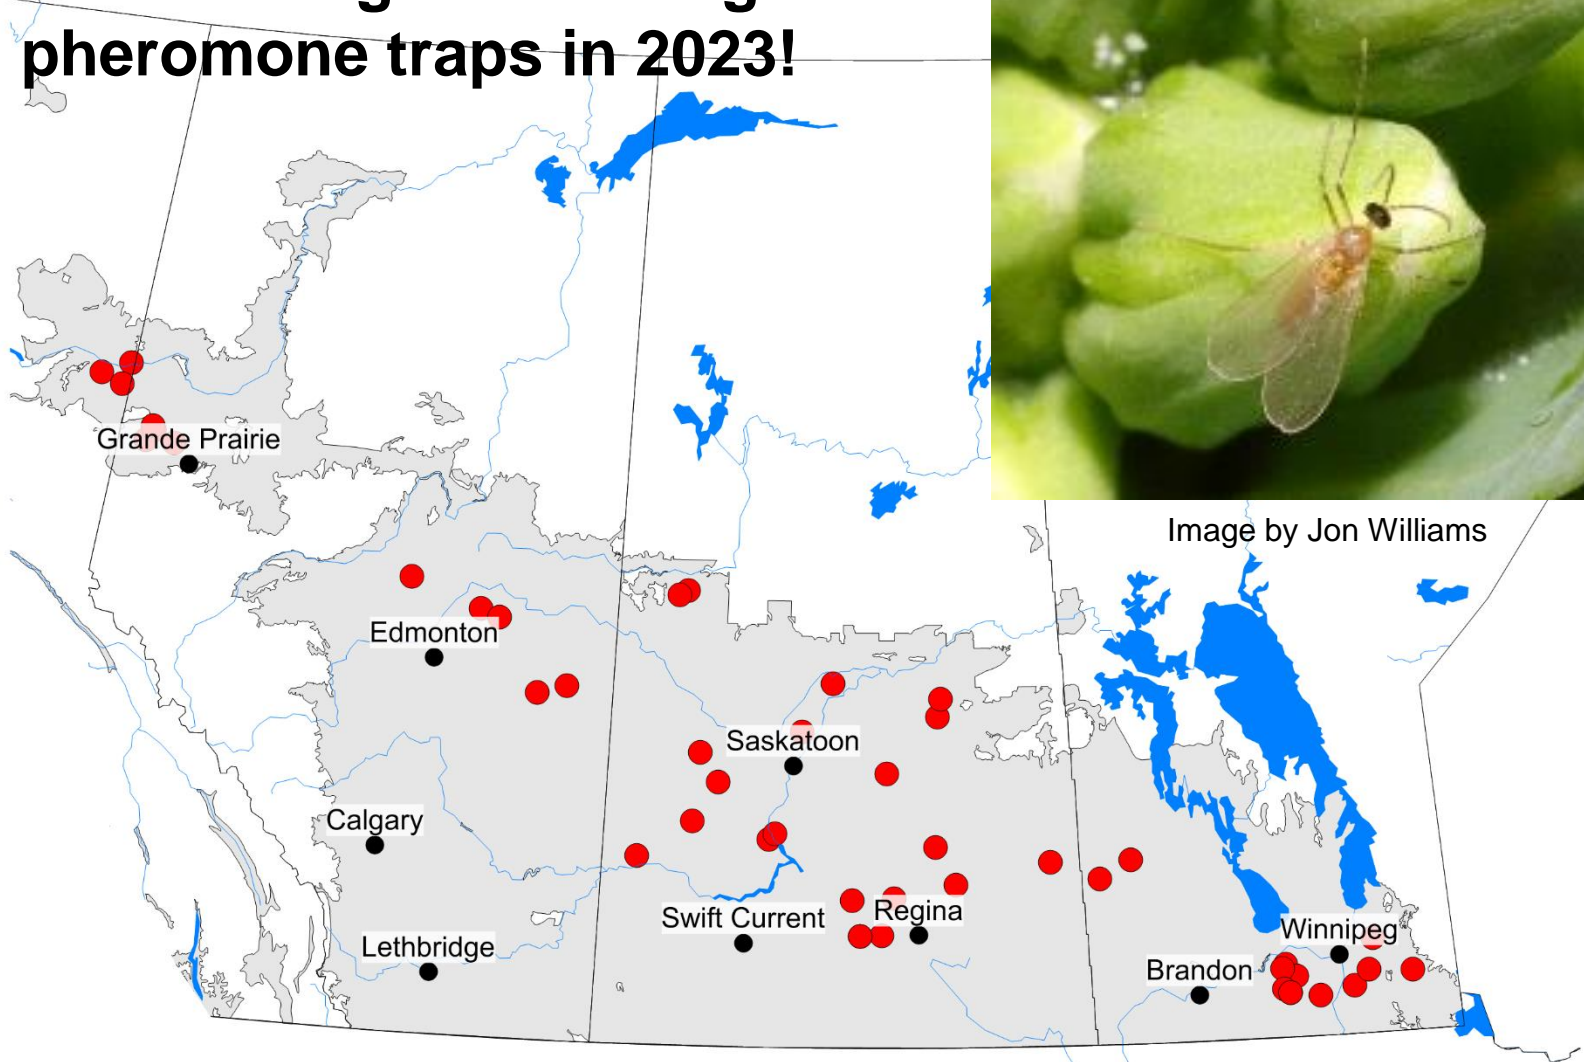 pheromone traps in 2023!
Grande Prairie
Image by Jon Williams
Edmonton
Saskatoon
Calgary
Swift Current
Regina
Winnipeg
Lethbridge
Brandon